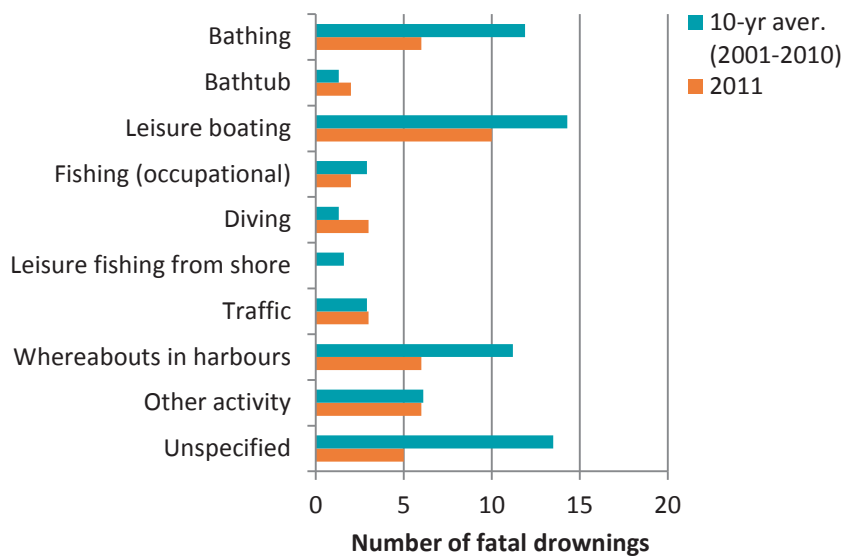 10-yr aver.
(2001-2010)
2011
Bathing
Bathtub
Leisure boating
Fishing (occupational)
Diving
Leisure fishing from shore
Traffic
Whereabouts in harbours
Other activity
Unspecified
0 5 10 15 20
Number of fatal drownings